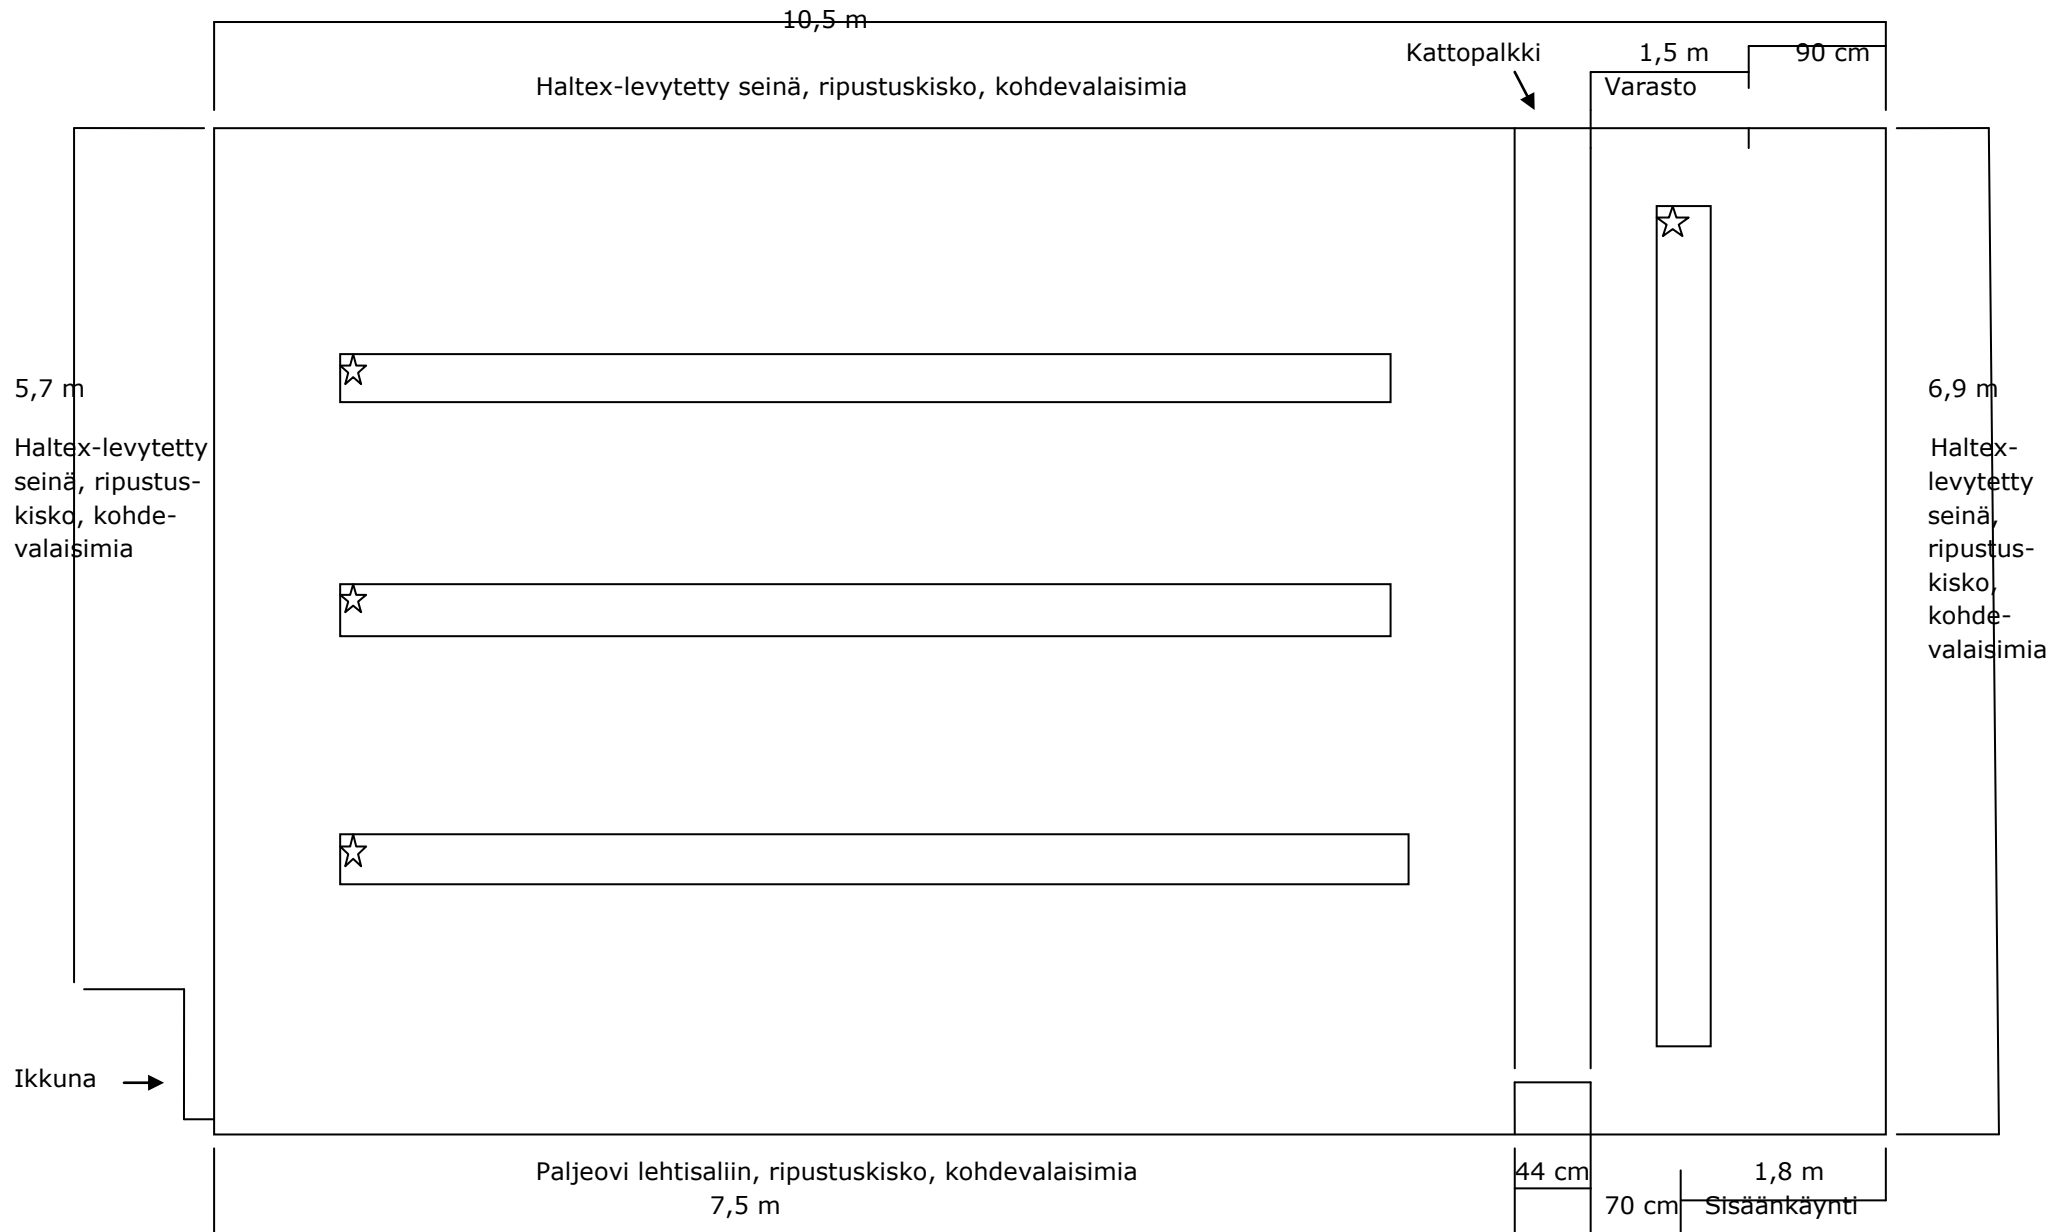 10,5 m
Kattopalkki
1,5 m
90 cm
Haltex-levytetty seinä, ripustuskisko, kohdevalaisimia
Varasto
5,7 m
Haltex-levytetty
seinä, ripustus-
kisko, kohde-
valaisimia
6,9 m
Haltex-
levytetty
seinä,
ripustus-
kisko,
kohde-
valaisimia
Ikkuna
Paljeovi lehtisaliin, ripustuskisko, kohdevalaisimia
7,5 m
44 cm
70 cm
1,8 m
Sisäänkäynti